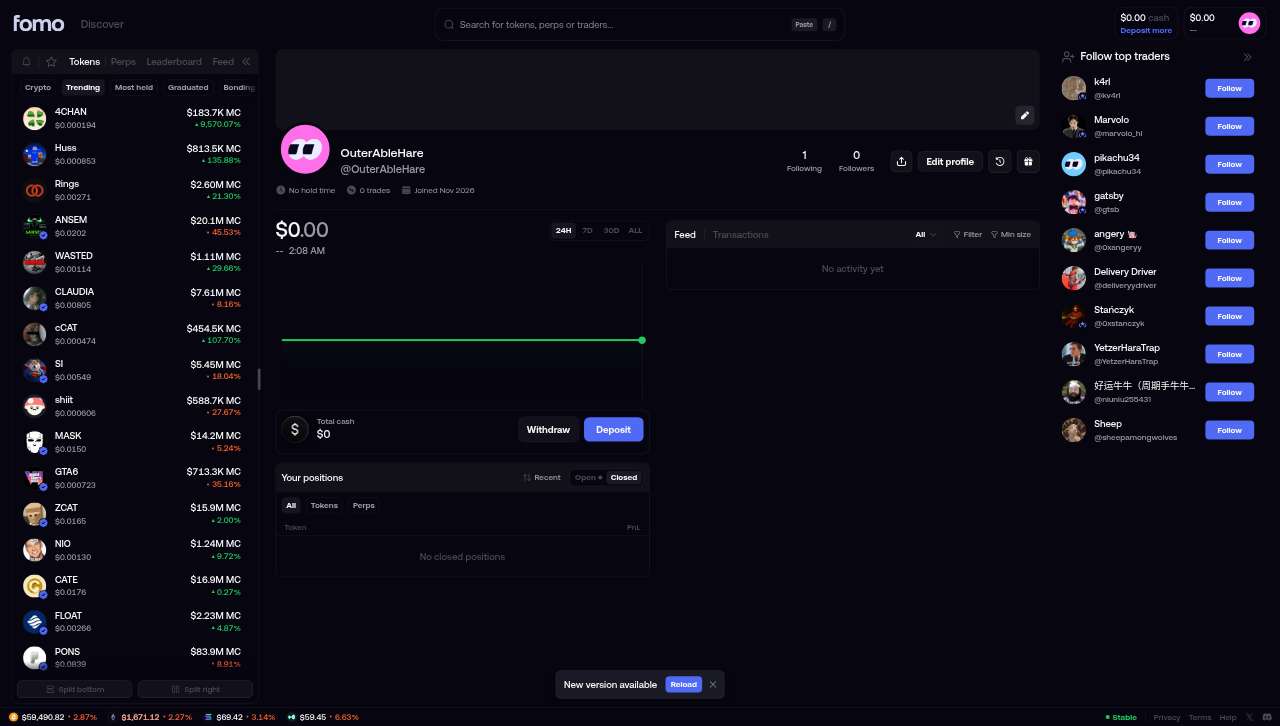 fomo Discover
Search for tokens, perps or traders... Paste /
$0.00 cash
Deposit more
$0.00
—
Tokens Perps Leaderboard Feed
Crypto Trending Most held Graduated Bonding
4CHAN $183.7K MC
$0.000194 9,570.07%
Huss $813.5K MC
$0.000853 135.88%
Rings $2.60M MC
$0.00271 21.30%
ANSEM $20.1M MC
$0.0202 45.53%
WASTED $1.11M MC
$0.00114 29.66%
CLAUDIA $7.61M MC
$0.00805 8.16%
cCAT $454.5K MC
$0.000474 107.70%
SI $5.45M MC
$0.00549 18.04%
shiit $588.7K MC
$0.000606 27.67%
MASK $14.2M MC
$0.0150 5.24%
GTA6 $713.3K MC
$0.000723 35.16%
ZCAT $15.9M MC
$0.0165 2.00%
NIO $1.24M MC
$0.00130 9.72%
CATE $16.9M MC
$0.0176 0.27%
FLOAT $2.23M MC
$0.00266 4.87%
PONS $83.9M MC
$0.0839 8.91%
Split bottom Split right
OuterAbleHare
@OuterAbleHare
1 Following
0 Followers
Edit profile
No hold time 0 trades Joined Nov 2026
$0.00
-- 2:08 AM
24H 7D 30D ALL
Total cash
$0
Withdraw Deposit
Your positions Recent Open Closed
All Tokens Perps
Token PnL
No closed positions
Feed Transactions All Filter Min size
No activity yet
Follow top traders
k4rl
@kv4rl
Follow
Marvolo
@marvolo_hl
Follow
pikachu34
@pikachu34
Follow
gatsby
@gtsb
Follow
angery
@0xangeryy
Follow
Delivery Driver
@deliveryydriver
Follow
Stańczyk
@0xstanczyk
Follow
YetzerHaraTrap
@YetzerHaraTrap
Follow
好运牛牛（周期手牛牛...
@niuniu255431
Follow
Sheep
@sheepamongwolves
Follow
New version available Reload
$59,490.82 2.87% $1,671.12 2.27% $69.42 3.14% $59.45 6.63%
Stable Privacy Terms Help